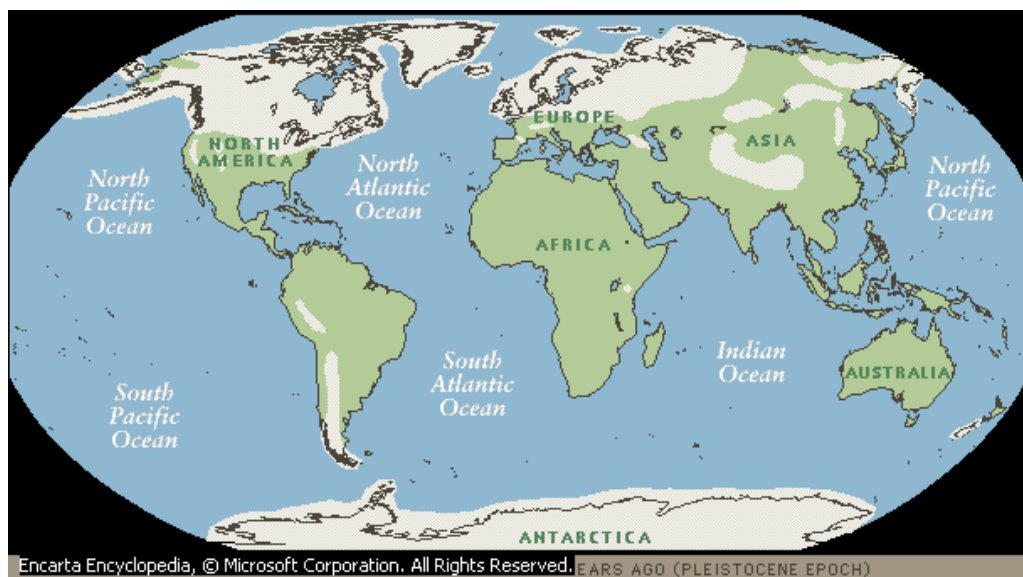 NORTH
AMERICA
EUROPE
ASIA
North
Pacific
Ocean
North
Atlantic
Ocean
North
Pacific
Ocean
AFRICA
South
Pacific
Ocean
South
Atlantic
Ocean
Indian
Ocean
AUSTRALIA
ANTARCTICA
Encarta Encyclopedia, © Microsoft Corporation. All Rights Reserved. EARS AGO (PLEISTOCENE EPOCH)